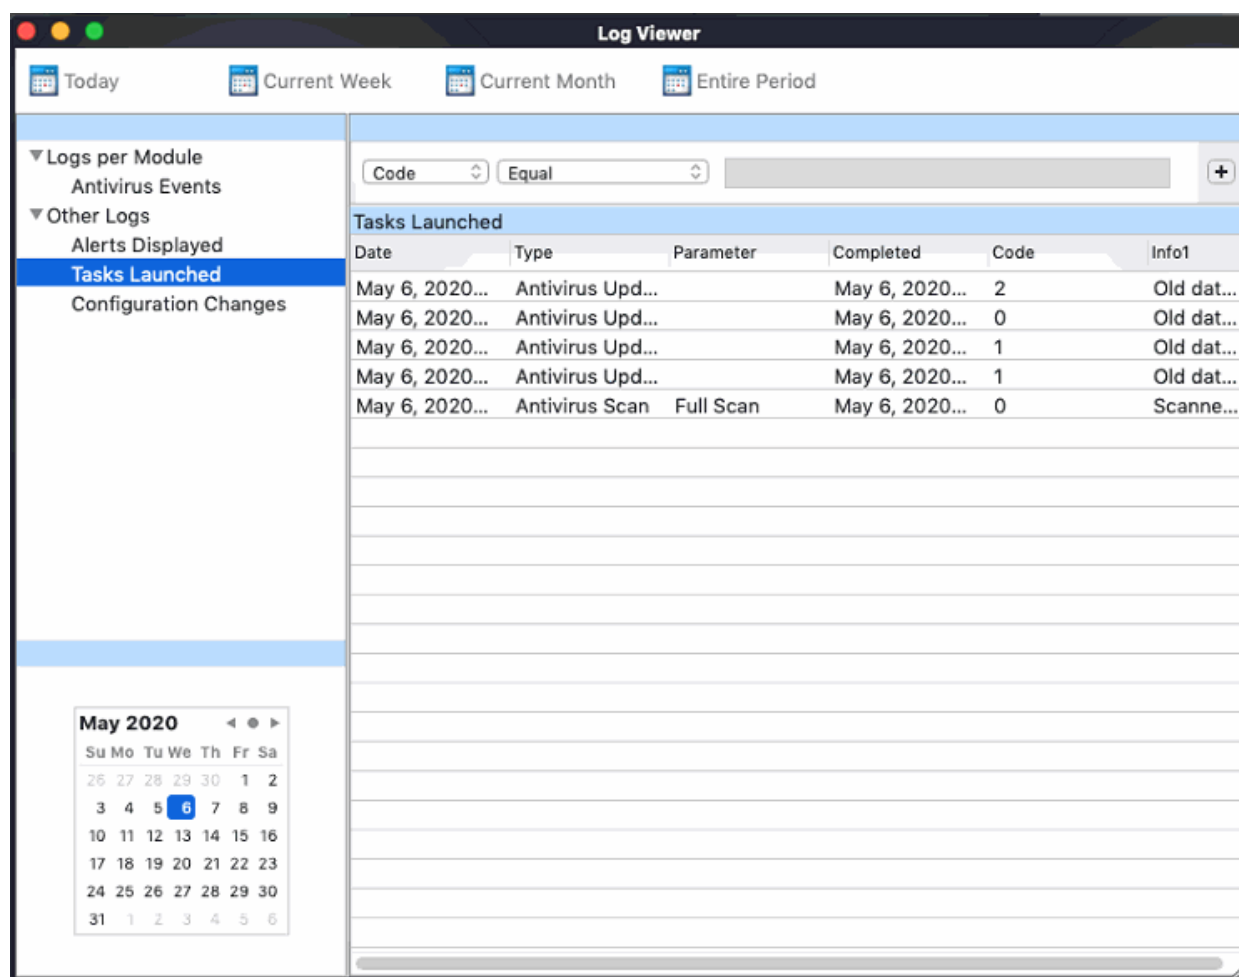 Log Viewer
Today Current Week Current Month Entire Period
Logs per Module
Antivirus Events
Other Logs
Alerts Displayed
Tasks Launched
Configuration Changes
Code Equal +
Tasks Launched
Date Type Parameter Completed Code Info1
May 6, 2020... Antivirus Upd... May 6, 2020... 2 Old dat...
May 6, 2020... Antivirus Upd... May 6, 2020... 0 Old dat...
May 6, 2020... Antivirus Upd... May 6, 2020... 1 Old dat...
May 6, 2020... Antivirus Upd... May 6, 2020... 1 Old dat...
May 6, 2020... Antivirus Scan Full Scan May 6, 2020... 0 Scanne...
May 2020
Su Mo Tu We Th Fr Sa
26 27 28 29 30 1 2
3 4 5 6 7 8 9
10 11 12 13 14 15 16
17 18 19 20 21 22 23
24 25 26 27 28 29 30
31 1 2 3 4 5 6